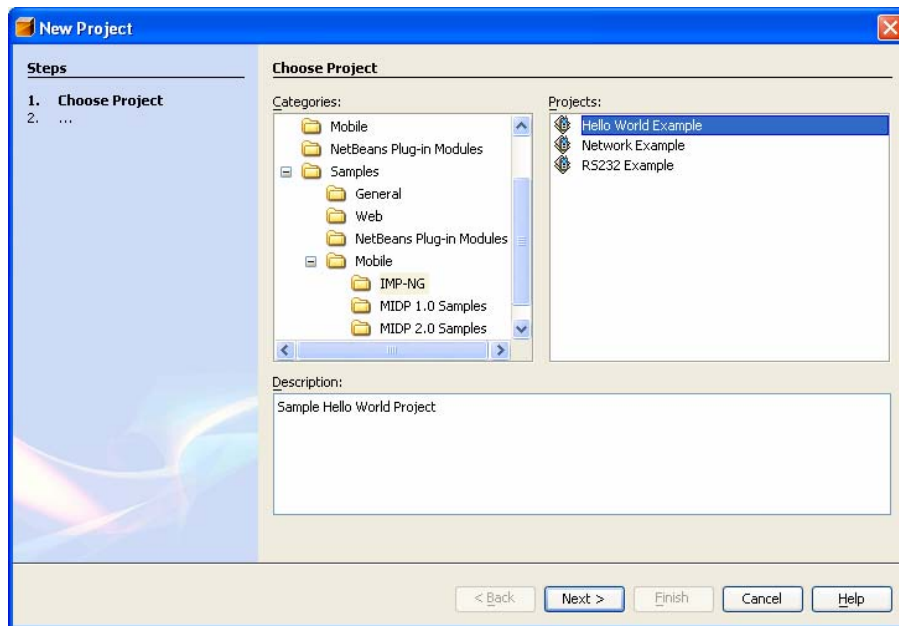 New Project
Steps
1. Choose Project
2. ...
Choose Project
Categories:
Mobile
NetBeans Plug-in Modules
Samples
General
Web
NetBeans Plug-in Modules
Mobile
IMP-NG
MIDP 1.0 Samples
MIDP 2.0 Samples
Projects:
Hello World Example
Network Example
RS232 Example
Description:
Sample Hello World Project
< Back
Next >
Finish
Cancel
Help